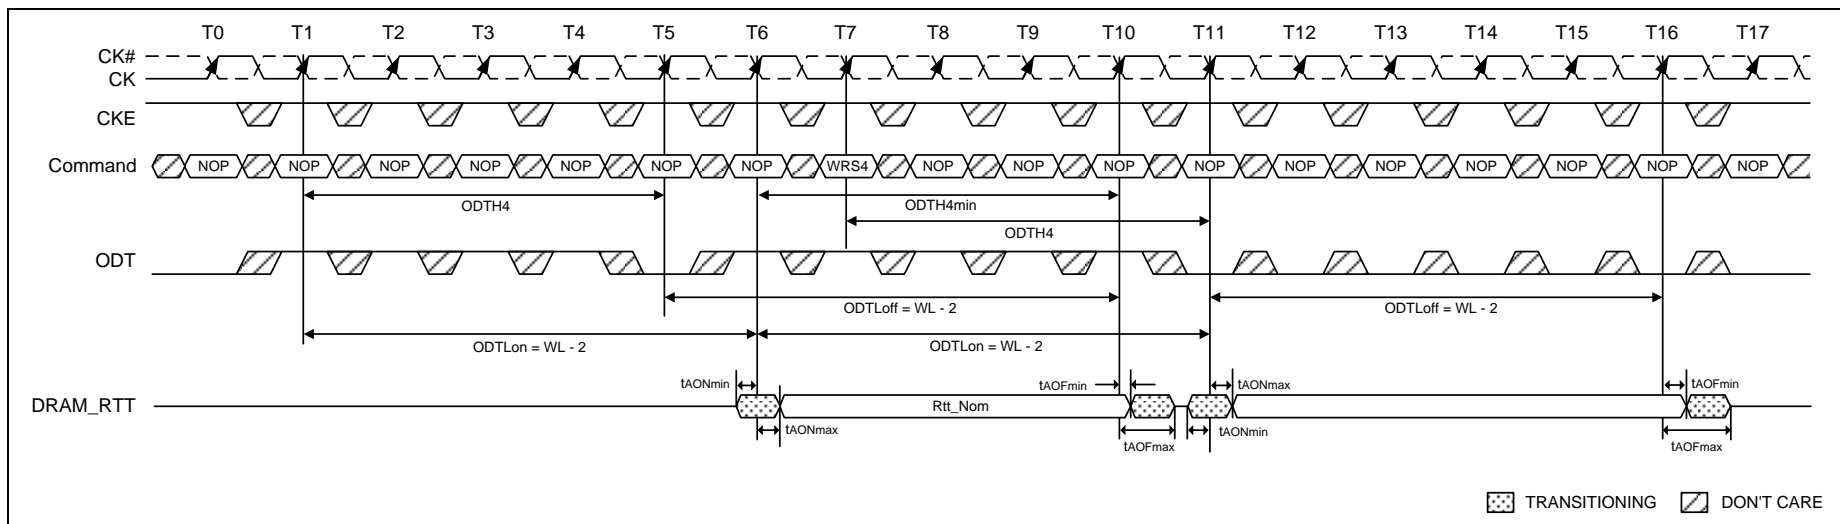 T0 T1 T2 T3 T4 T5 T6 T7 T8 T9 T10 T11 T12 T13 T14 T15 T16 T17
CK#
CK
CKE
Command NOP NOP NOP NOP NOP NOP NOP WRS4 NOP NOP NOP NOP NOP NOP NOP NOP NOP NOP
ODTH4 ODTH4min
ODTH4
ODT
ODTLoff = WL - 2 ODTLoff = WL - 2
ODTLon = WL - 2 ODTLon = WL - 2
tAONmin tAOFmin tAONmax tAOFmin
DRAM_RTT Rtt_Nom
tAONmax tAOFmax tAONmin tAOFmax
TRANSITIONING DON'T CARE